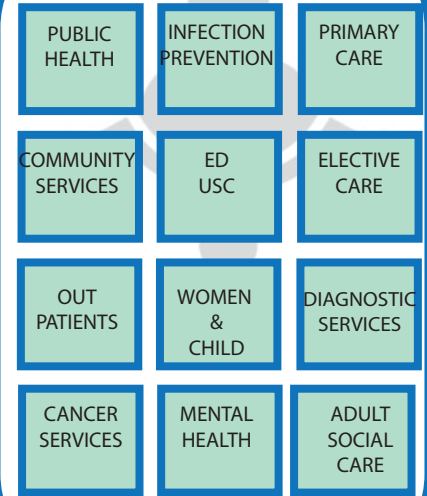 PUBLIC
HEALTH
INFECTION
PREVENTION
PRIMARY
CARE
COMMUNITY
SERVICES
ED
USC
ELECTIVE
CARE
OUT
PATIENTS
WOMEN
&
CHILD
DIAGNOSTIC
SERVICES
CANCER
SERVICES
MENTAL
HEALTH
ADULT
SOCIAL
CARE